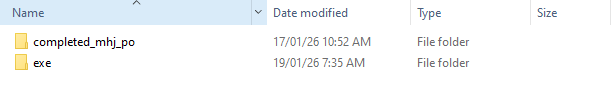 Name Date modified Type Size
completed_mhj_po 17/01/26 10:52 AM File folder
exe 19/01/26 7:35 AM File folder